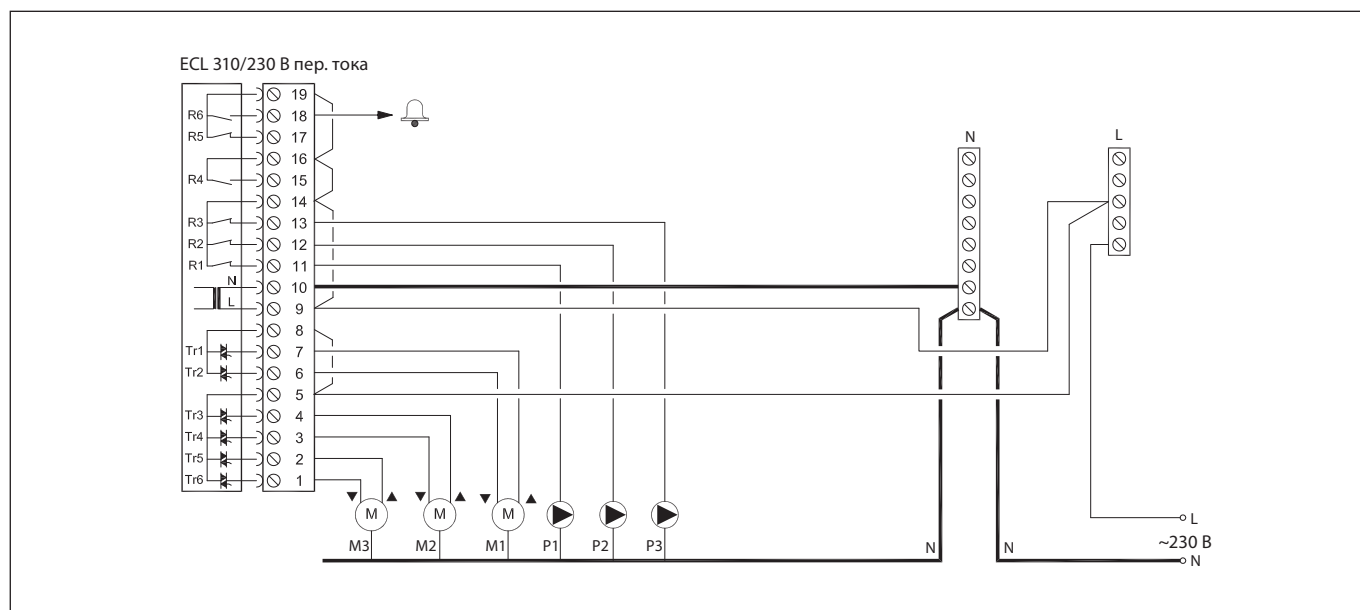 ECL 310/230 В пер. тока
19
R6 18
R5 17
16
R4 15
14
R3 13
R2 12
R1 11
N 10
L 9
8
Tr1 7
Tr2 6
5
Tr3 4
Tr4 3
Tr5 2
Tr6 1
N
L
M M M
M3 M2 M1 P1 P2 P3
N N
L
~230 В
N